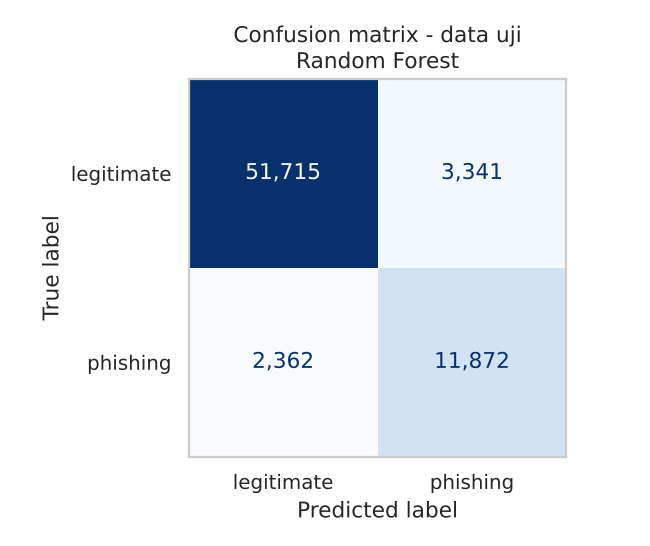 Confusion matrix - data uji
Random Forest
True label
legitimate
51,715
3,341
phishing
2,362
11,872
legitimate
phishing
Predicted label